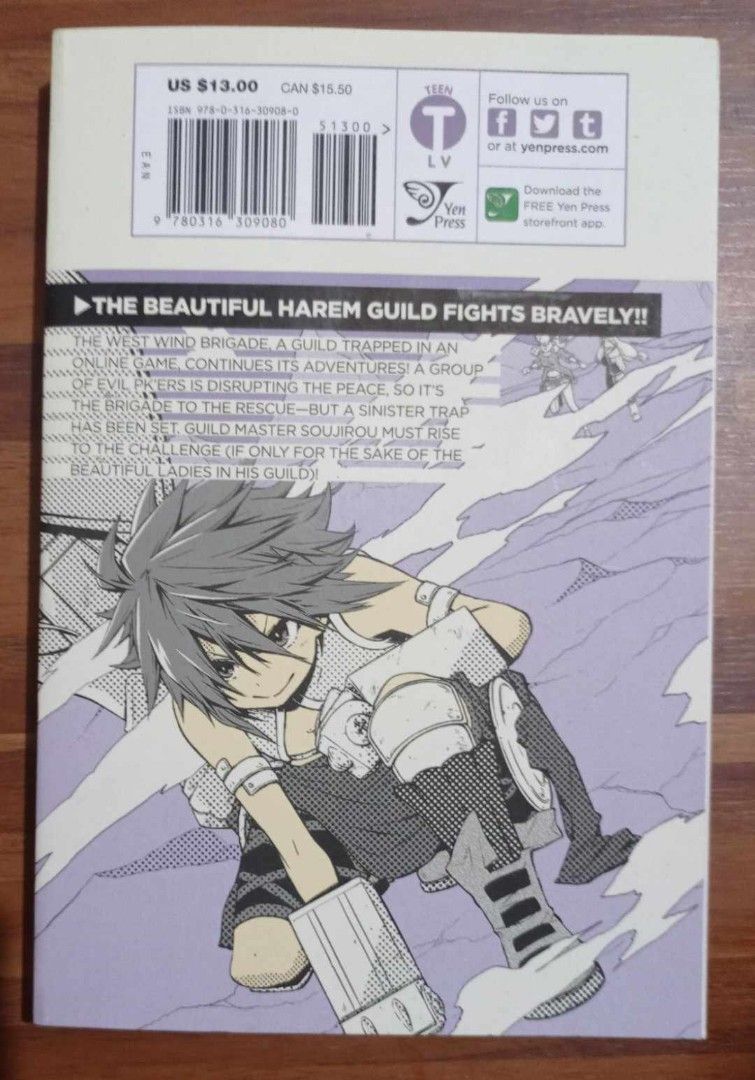 US $13.00 CAN $15.50
ISBN 978-0-316-30908-0
51300 >
EAN
9 780316 309080
TEEN
T
L V
Yen
Press
Follow us on
f t
or at yenpress.com
Download the
FREE Yen Press
storefront app.
▶THE BEAUTIFUL HAREM GUILD FIGHTS BRAVELY!!
THE WEST WIND BRIGADE, A GUILD TRAPPED IN AN
ONLINE GAME, CONTINUES ITS ADVENTURES! A GROUP
OF EVIL PK'ERS IS DISRUPTING THE PEACE, SO IT'S
THE BRIGADE TO THE RESCUE—BUT A SINISTER TRAP
HAS BEEN SET. GUILD MASTER SOUJIROU MUST RISE
TO THE CHALLENGE (IF ONLY FOR THE SAKE OF THE
BEAUTIFUL LADIES IN HIS GUILD)!